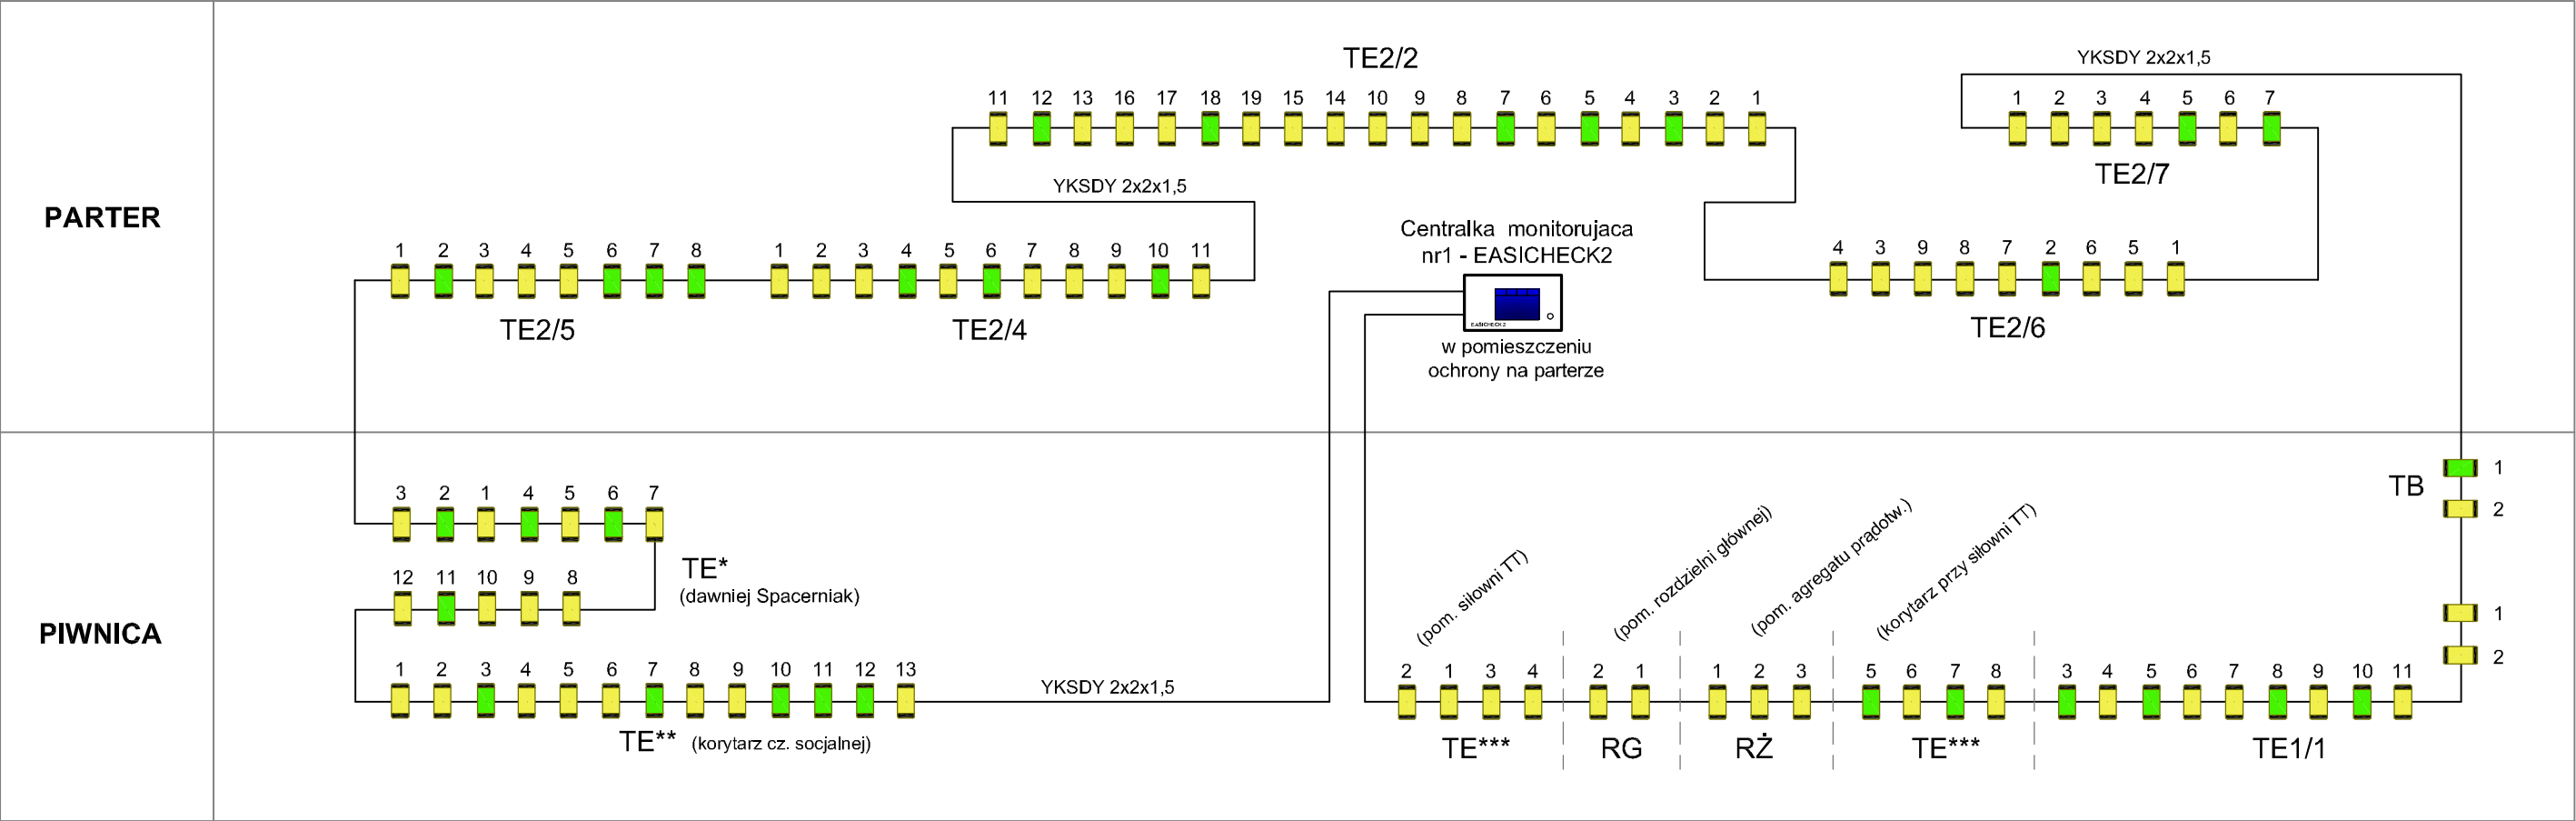 TE2/2
YKSDY 2x2x1,5
11 12 13 16 17 18 19 15 14 10 9 8 7 6 5 4 3 2 1
1 2 3 4 5 6 7
TE2/7
YKSDY 2x2x1,5
PARTER
Centralka monitorujaca
nr1 - EASICHECK2
EASICHECK2
w pomieszczeniu
ochrony na parterze
1 2 3 4 5 6 7 8
TE2/5
1 2 3 4 5 6 7 8 9 10 11
TE2/4
4 3 9 8 7 2 6 5 1
TE2/6
PIWNICA
3 2 1 4 5 6 7
TE*
(dawniej Spacerniak)
12 11 10 9 8
1 2 3 4 5 6 7 8 9 10 11 12 13
TE** (korytarz cz. socjalnej)
YKSDY 2x2x1,5
(pom. siłowni TT)
(pom. rozdzielni głównej)
(pom. agregatu prądotw.)
(korytarz przy siłowni TT)
TB
1
2
1
2
2 1 3 4
2 1
1 2 3
5 6 7 8
3 4 5 6 7 8 9 10 11
TE***
RG
RŻ
TE***
TE1/1